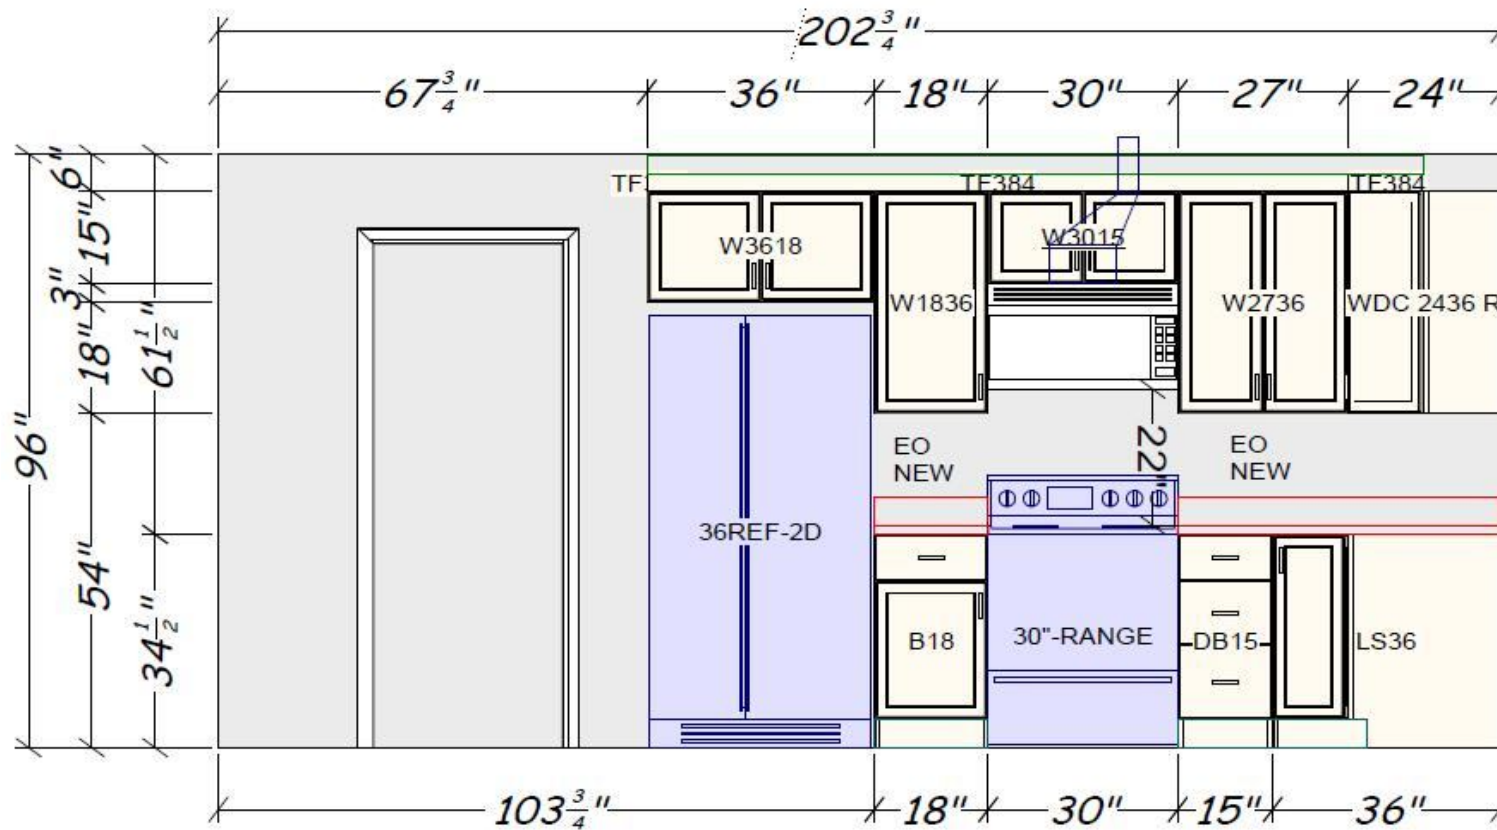 202 3/4"
67 3/4" 36" 18" 30" 27" 24"
6"
15"
3"
18"
54"
61 1/2"
34 1/2"
96"
TF384
TF384
W3618
W3015
W1836
W2736
WDC 2436 R
EO
NEW
22"
EO
NEW
36REF-2D
B18
30"-RANGE
DB15
LS36
103 3/4" 18" 30" 15" 36"